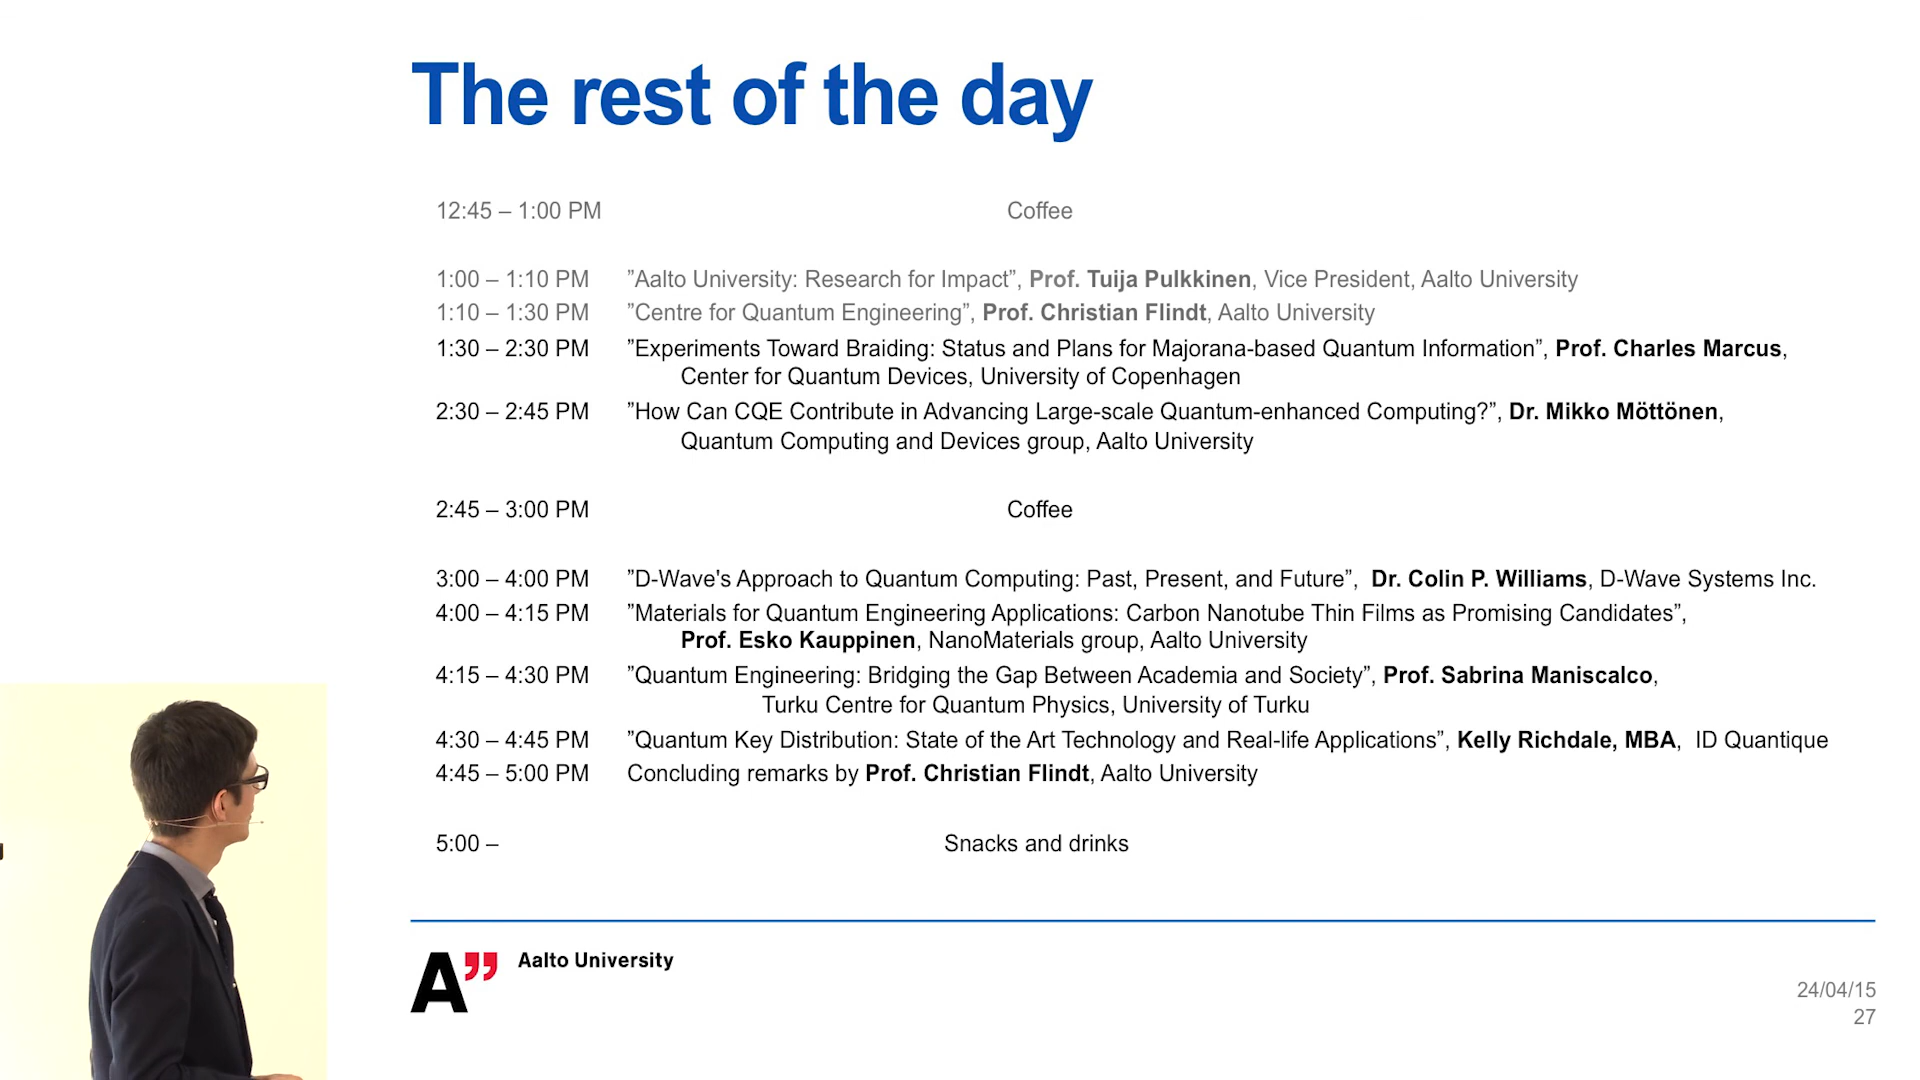 The rest of the day
12:45 – 1:00 PM Coffee
1:00 – 1:10 PM ”Aalto University: Research for Impact”, Prof. Tuija Pulkkinen, Vice President, Aalto University
1:10 – 1:30 PM ”Centre for Quantum Engineering”, Prof. Christian Flindt, Aalto University
1:30 – 2:30 PM ”Experiments Toward Braiding: Status and Plans for Majorana-based Quantum Information”, Prof. Charles Marcus,
Center for Quantum Devices, University of Copenhagen
2:30 – 2:45 PM ”How Can CQE Contribute in Advancing Large-scale Quantum-enhanced Computing?”, Dr. Mikko Möttönen,
Quantum Computing and Devices group, Aalto University
2:45 – 3:00 PM Coffee
3:00 – 4:00 PM ”D-Wave's Approach to Quantum Computing: Past, Present, and Future”, Dr. Colin P. Williams, D-Wave Systems Inc.
4:00 – 4:15 PM ”Materials for Quantum Engineering Applications: Carbon Nanotube Thin Films as Promising Candidates”,
Prof. Esko Kauppinen, NanoMaterials group, Aalto University
4:15 – 4:30 PM ”Quantum Engineering: Bridging the Gap Between Academia and Society”, Prof. Sabrina Maniscalco,
Turku Centre for Quantum Physics, University of Turku
4:30 – 4:45 PM ”Quantum Key Distribution: State of the Art Technology and Real-life Applications”, Kelly Richdale, MBA, ID Quantique
4:45 – 5:00 PM Concluding remarks by Prof. Christian Flindt, Aalto University
5:00 – Snacks and drinks
A” Aalto University
24/04/15
27